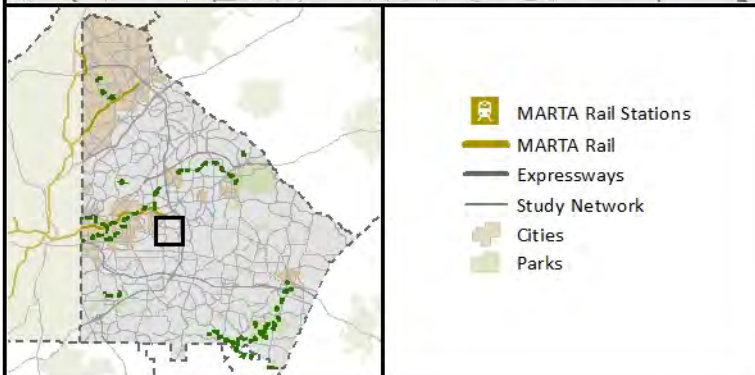 MARTA Rail Stations
MARTA Rail
Expressways
Study Network
Cities
Parks